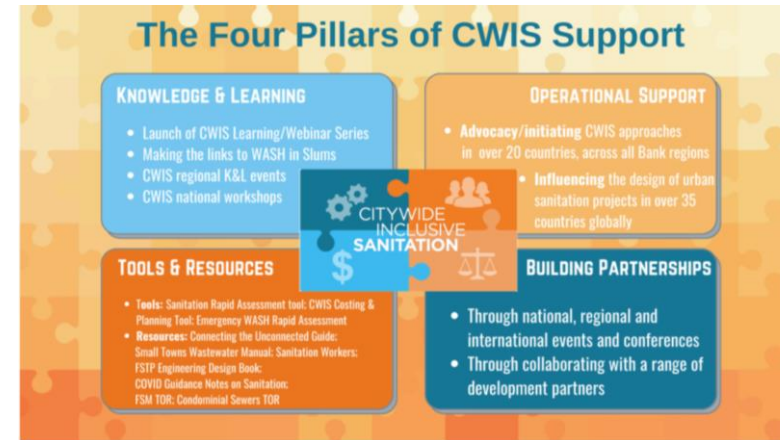 The Four Pillars of CWIS Support
KNOWLEDGE & LEARNING
• Launch of CWIS Learning/Webinar Series
• Making the links to WASH in Slums
• CWIS regional K&L events
• CWIS national workshops
OPERATIONAL SUPPORT
• Advocacy/initiating CWIS approaches
in over 20 countries, across all Bank regions
• Influencing the design of urban
sanitation projects in over 35
countries globally
CITYWIDE
INCLUSIVE
SANITATION
$
TOOLS & RESOURCES
• Tools: Sanitation Rapid Assessment tool; CWIS Costing &
Planning Tool; Emergency WASH Rapid Assessment
• Resources: Connecting the Unconnected Guide;
Small Towns Wastewater Manual; Sanitation Workers;
FSTP Engineering Design Book;
COVID Guidance Notes on Sanitation;
FSM TOR; Condominial Sewers TOR
BUILDING PARTNERSHIPS
• Through national, regional and
international events and conferences
• Through collaborating with a range of
development partners